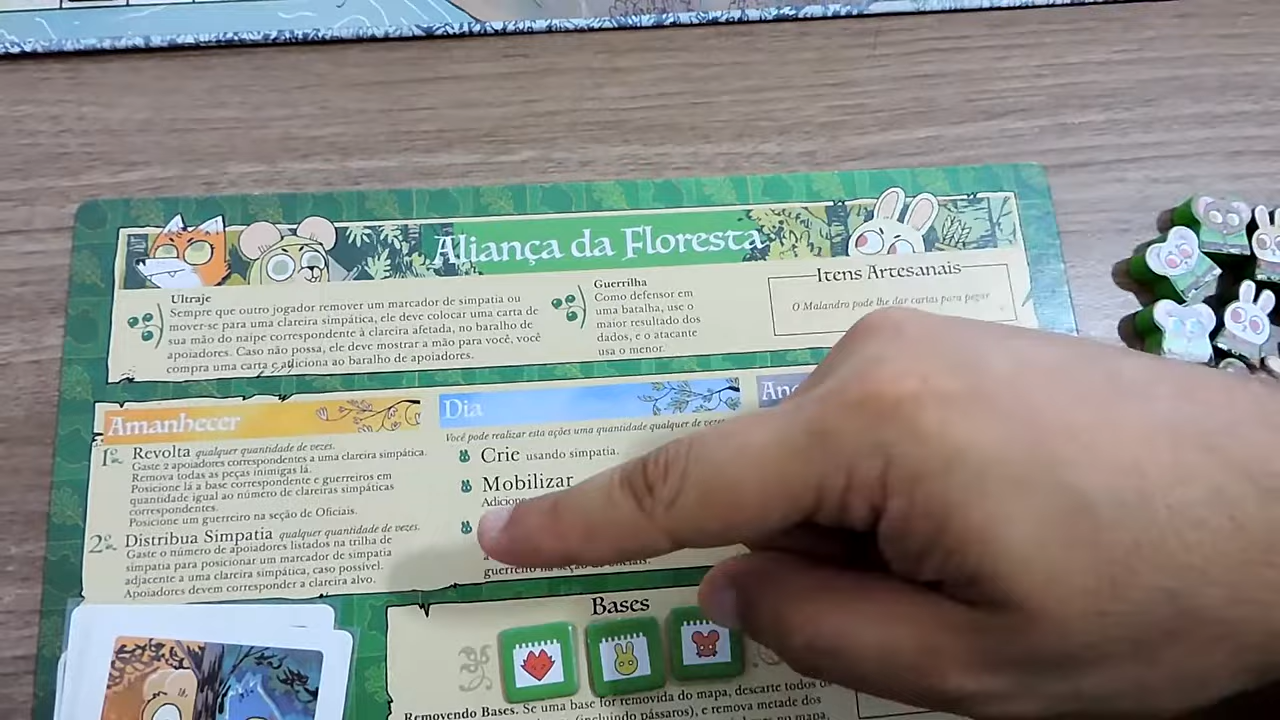 Aliança da Floresta
Ultraje
Sempre que outro jogador remover um marcador de simpatia ou
mover-se para uma clareira simpática, ele deve colocar uma carta de
sua mão do naipe correspondente à clareira afetada, no baralho de
apoiadores. Caso não possa, ele deve mostrar a mão para você, você
compra uma carta e adiciona ao baralho de apoiadores.
Guerrilha
Como defensor em
uma batalha, use o
maior resultado dos
dados, e o atacante
usa o menor.
Itens Artesanais
O Malandro pode lhe dar cartas para pegar
Amanhecer
1º Revolta qualquer quantidade de vezes.
Gaste 2 apoiadores correspondentes a uma clareira simpática.
Remova todas as peças inimigas lá.
Posicione lá a base correspondente e guerreiros em
quantidade igual ao número de clareiras simpáticas
correspondentes.
Posicione um guerreiro na seção de Oficiais.
2º Distribua Simpatia qualquer quantidade de vezes.
Gaste o número de apoiadores listados na trilha de
simpatia para posicionar um marcador de simpatia
adjacente a uma clareira simpática, caso possível.
Apoiadores devem corresponder a clareira alvo.
Dia
Você pode realizar esta ações uma quantidade qualquer de
Crie usando simpatia.
Mobilizar
guerreiro na seção de Oficiais.
Bases
Removendo Bases. Se uma base for removida do mapa, descarte todos os
(incluindo pássaros), e remova metade dos
no mapa,